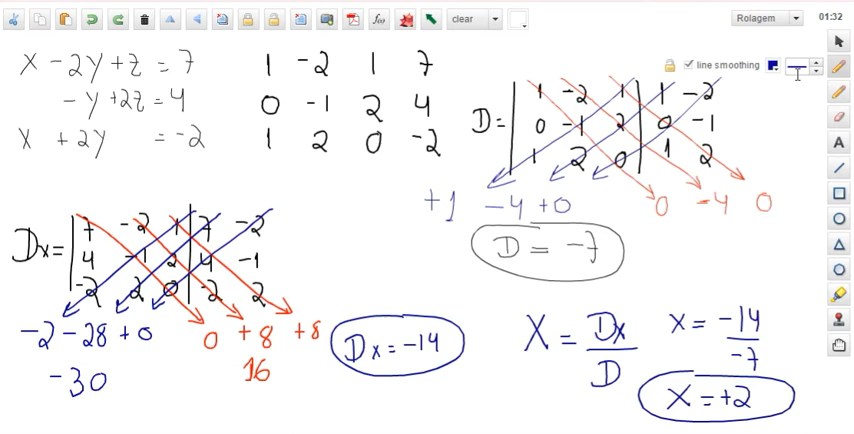 clear
Rolagem
01:32
line smoothing
x - 2y + z = 7
- y + 2z = 4
x + 2y = -2
1 -2 1 7
0 -1 2 4
1 2 0 -2
1 -2 1 1 -2
D = 0 -1 2 0 -1
1 2 0 1 2
+1 -4 +0 0 -4 0
D = -7
7 -2 1 7 -2
Dx = 4 -1 2 4 -1
-2 2 0 -2 2
-2 -28 +0 0 +8 +8
-30 16
Dx = -14
X = Dx / D
x = -14 / -7
X = +2